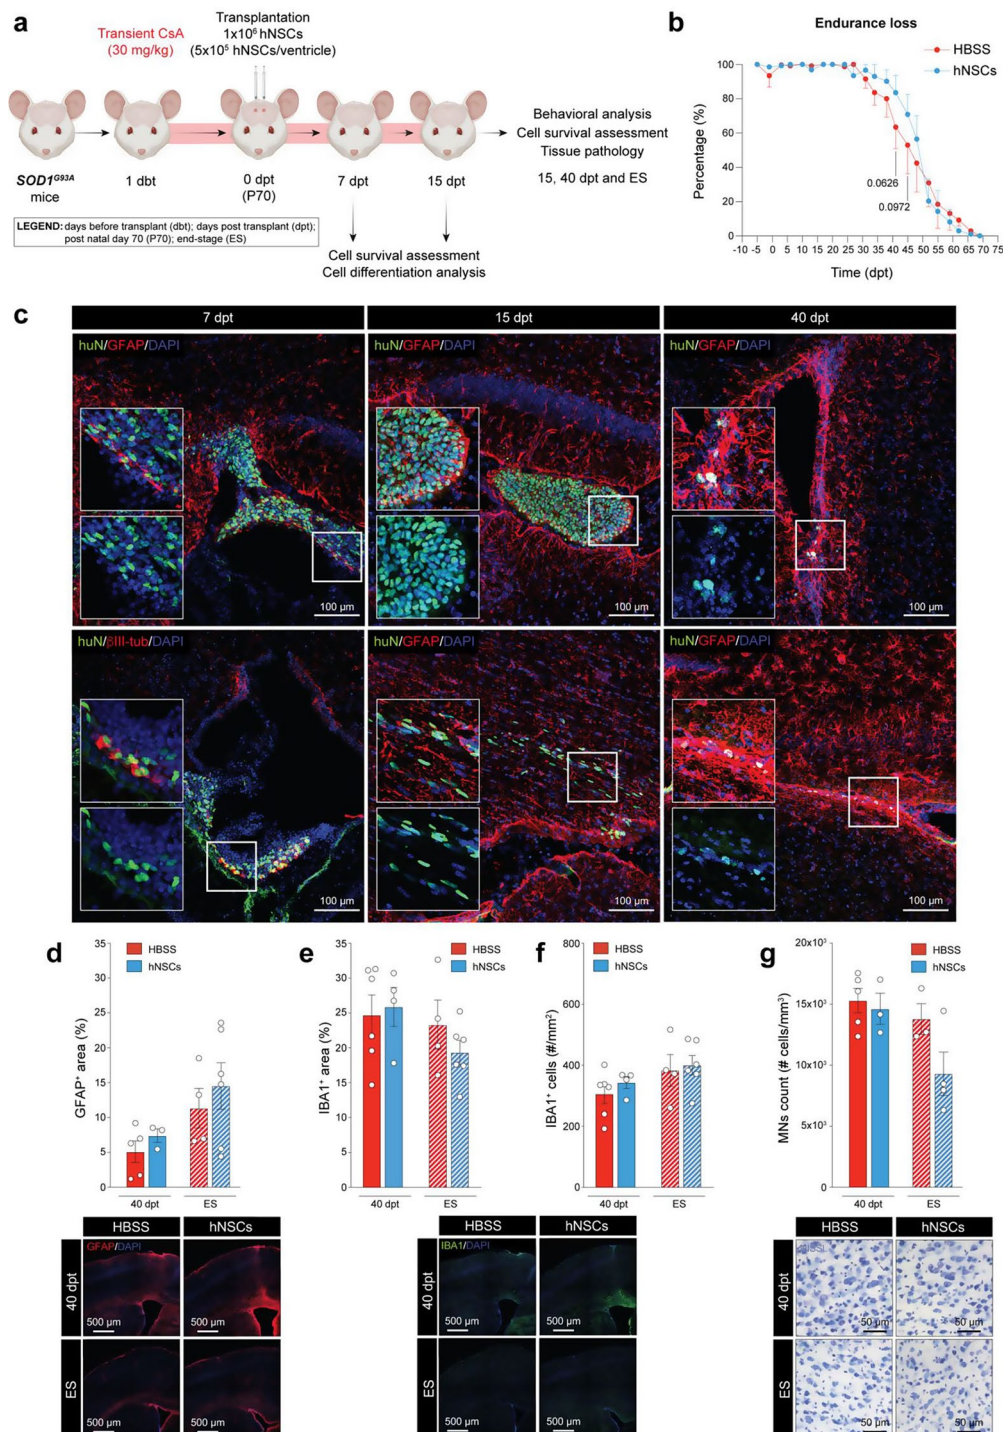 a
Transient CsA
(30 mg/kg)
Transplantation
1x10⁶ hNSCs
(5x10⁵ hNSCs/ventricle)
SOD1ᴳ⁹³ᴬ
mice
1 dbt
0 dpt
(P70)
7 dpt
15 dpt
Behavioral analysis
Cell survival assessment
Tissue pathology
15, 40 dpt and ES
LEGEND: days before transplant (dbt); days post transplant (dpt);
post natal day 70 (P70); end-stage (ES)
Cell survival assessment
Cell differentiation analysis
b
Endurance loss
HBSS
hNSCs
Percentage (%)
100
80
60
40
20
0
0.0626
0.0972
-10 -5 0 5 10 15 20 25 30 35 40 45 50 55 60 65 70 75
Time (dpt)
c
7 dpt
15 dpt
40 dpt
huN/GFAP/DAPI
huN/GFAP/DAPI
huN/GFAP/DAPI
100 µm
100 µm
100 µm
huN/βIII-tub/DAPI
huN/GFAP/DAPI
huN/GFAP/DAPI
100 µm
100 µm
100 µm
d
HBSS
hNSCs
GFAP⁺ area (%)
35
30
25
20
15
10
5
0
40 dpt
ES
e
HBSS
hNSCs
IBA1⁺ area (%)
35
30
25
20
15
10
5
0
40 dpt
ES
f
HBSS
hNSCs
IBA1⁺ cells (#/mm²)
800
600
400
200
0
40 dpt
ES
g
HBSS
hNSCs
MNs count (# cells/mm³)
20x10³
15x10³
10x10³
5x10³
0
40 dpt
ES
HBSS
hNSCs
40 dpt
GFAP/DAPI
500 µm
500 µm
ES
500 µm
500 µm
HBSS
hNSCs
40 dpt
IBA1/DAPI
500 µm
500 µm
ES
500 µm
500 µm
HBSS
hNSCs
40 dpt
50 µm
50 µm
ES
50 µm
50 µm